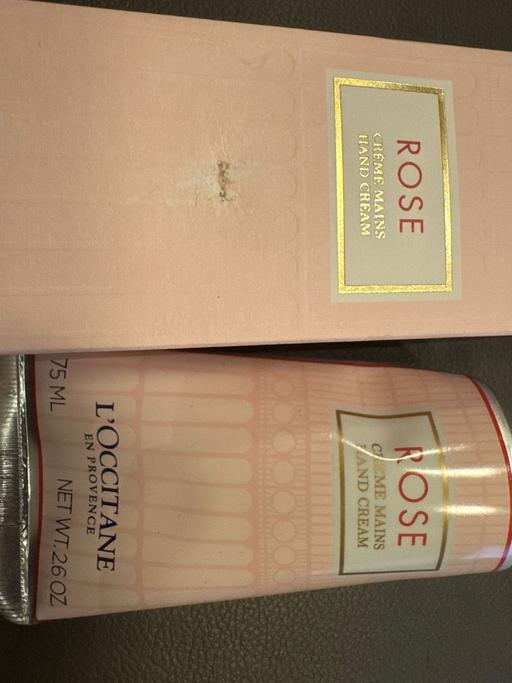 ROSE
CRÈME MAINS
HAND CREAM
ROSE
CRÈME MAINS
HAND CREAM
L'OCCITANE
EN PROVENCE
75 ML
NET WT. 2.6 OZ